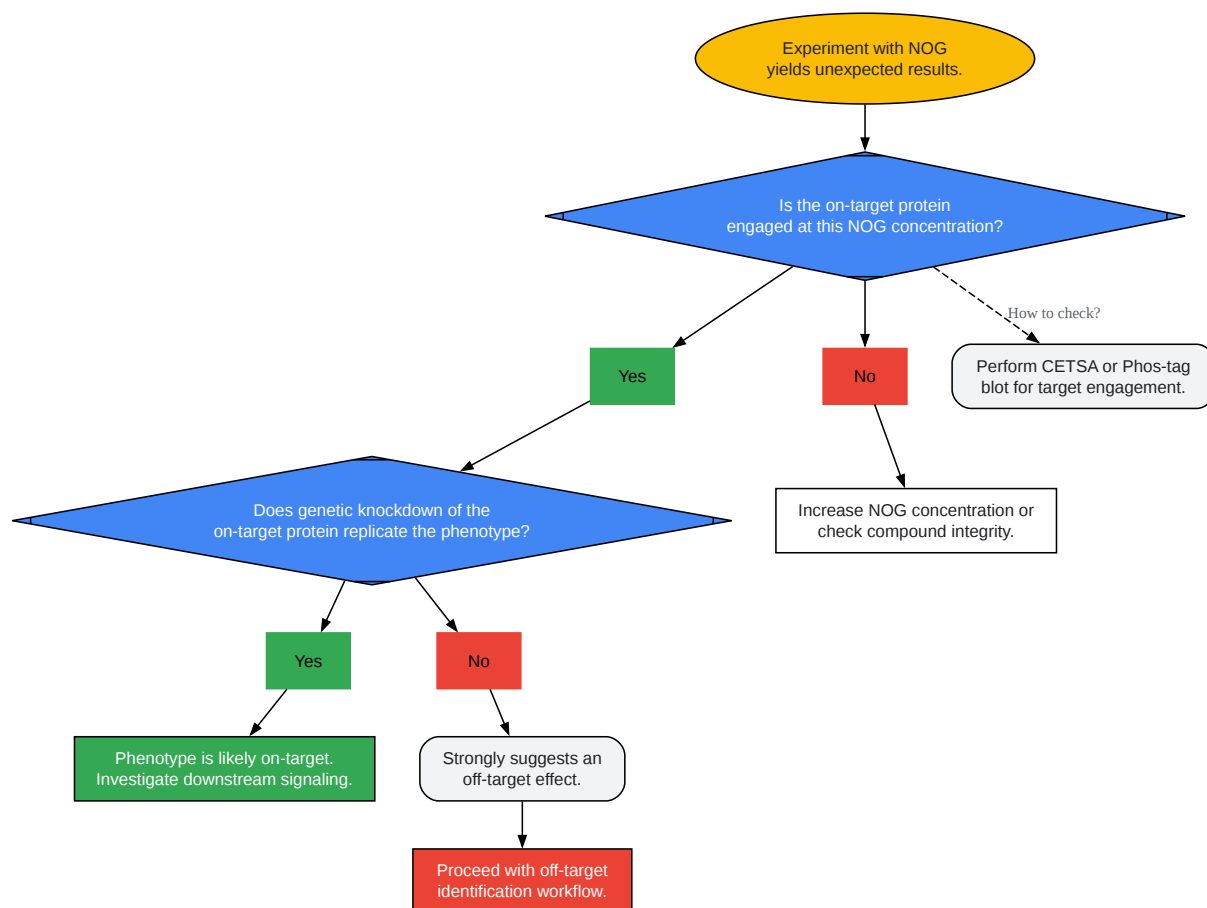 Experiment with NOG
yields unexpected results.
Is the on-target protein
engaged at this NOG concentration?
How to check?
Yes
No
Perform CETSA or Phos-tag
blot for target engagement.
Does genetic knockdown of the
on-target protein replicate the phenotype?
Increase NOG concentration or
check compound integrity.
Yes
No
Phenotype is likely on-target.
Investigate downstream signaling.
Strongly suggests an
off-target effect.
Proceed with off-target
identification workflow.